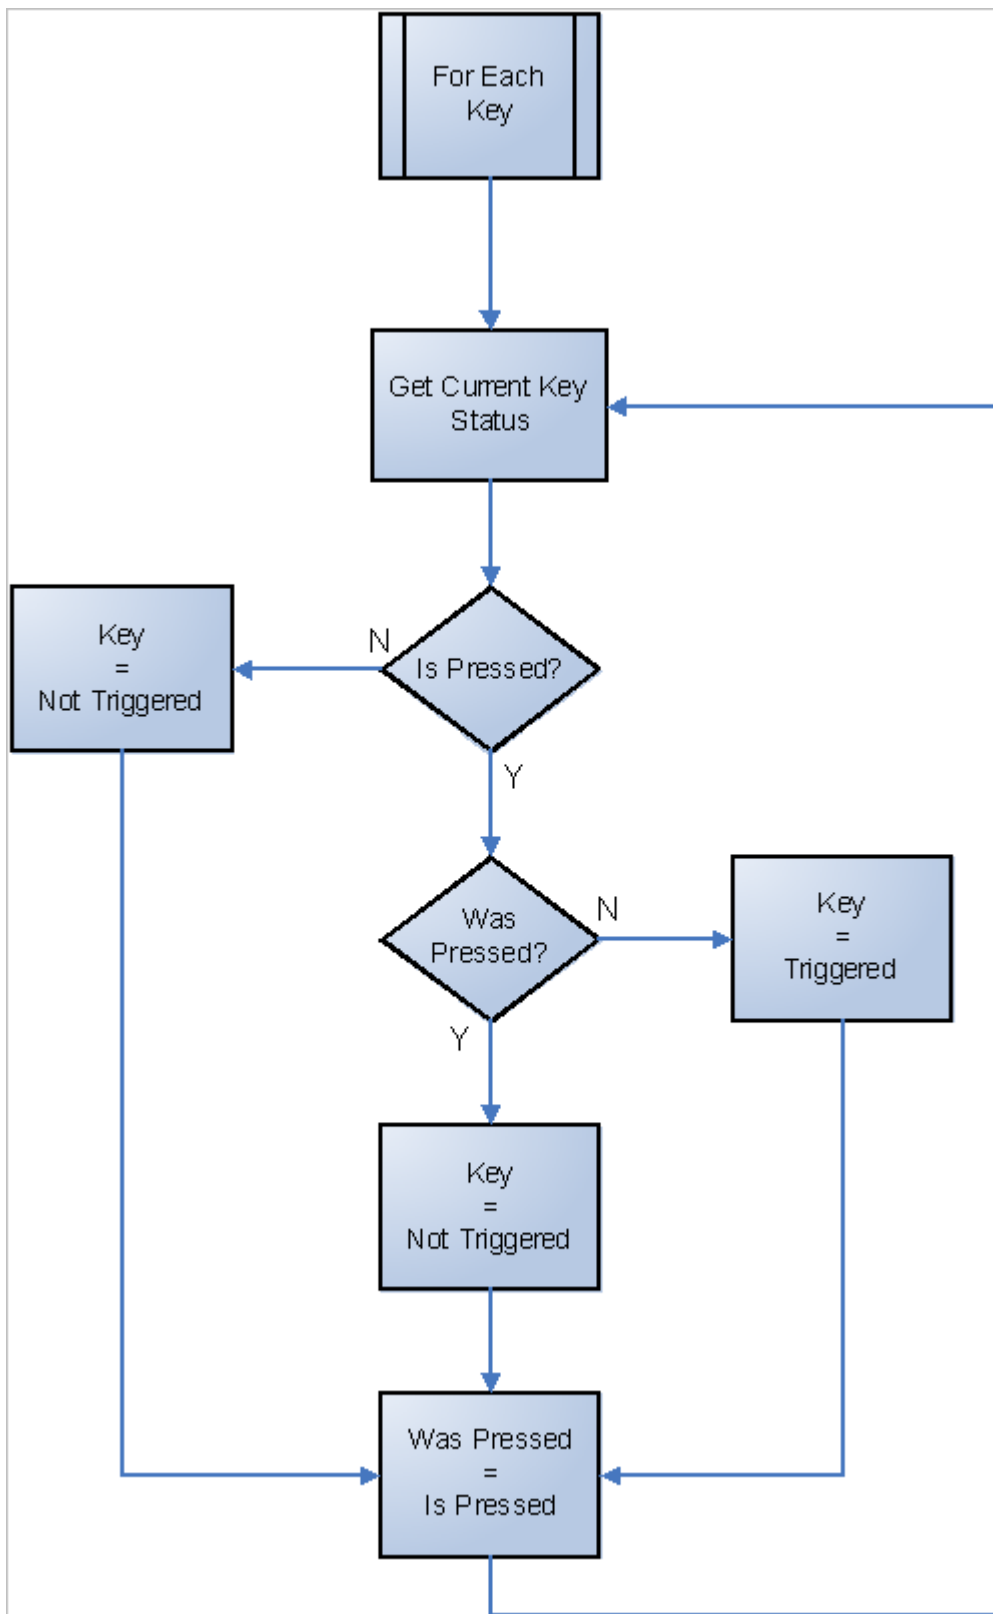 For Each
Key
Get Current Key
Status
Key
=
Not Triggered
N
Is Pressed?
Y
Was
Pressed?
N
Key
=
Triggered
Y
Key
=
Not Triggered
Was Pressed
=
Is Pressed